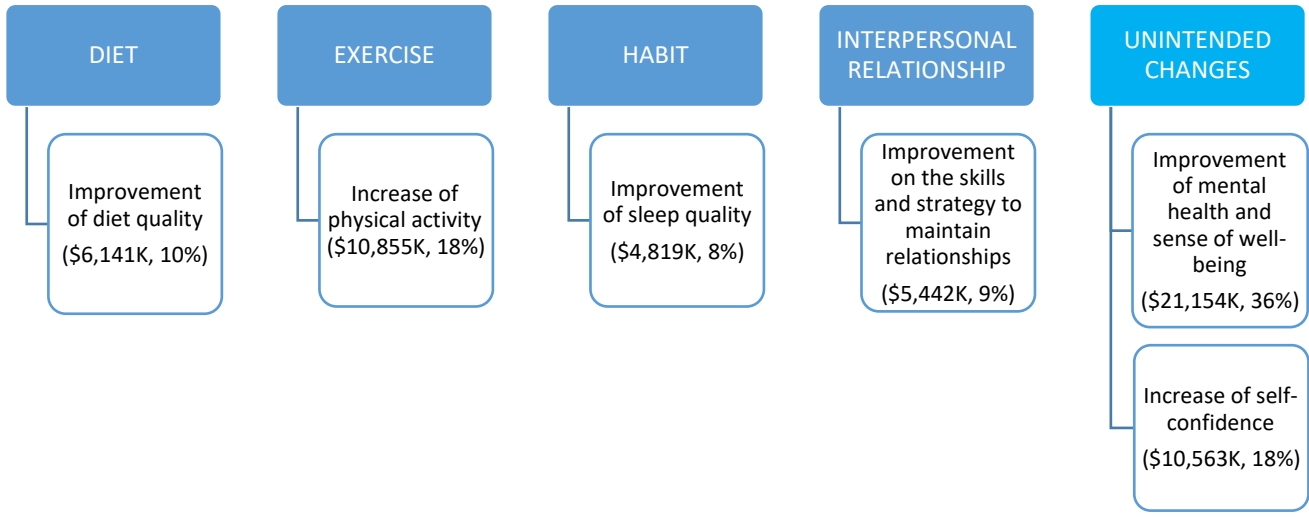 DIET
Improvement
of diet quality
($6,141K, 10%)
EXERCISE
Increase of
physical activity
($10,855K, 18%)
HABIT
Improvement
of sleep quality
($4,819K, 8%)
INTERPERSONAL
RELATIONSHIP
Improvement
on the skills
and strategy to
maintain
relationships
($5,442K, 9%)
UNINTENDED
CHANGES
Improvement
of mental
health and
sense of well-
being
($21,154K, 36%)
Increase of self-
confidence
($10,563K, 18%)